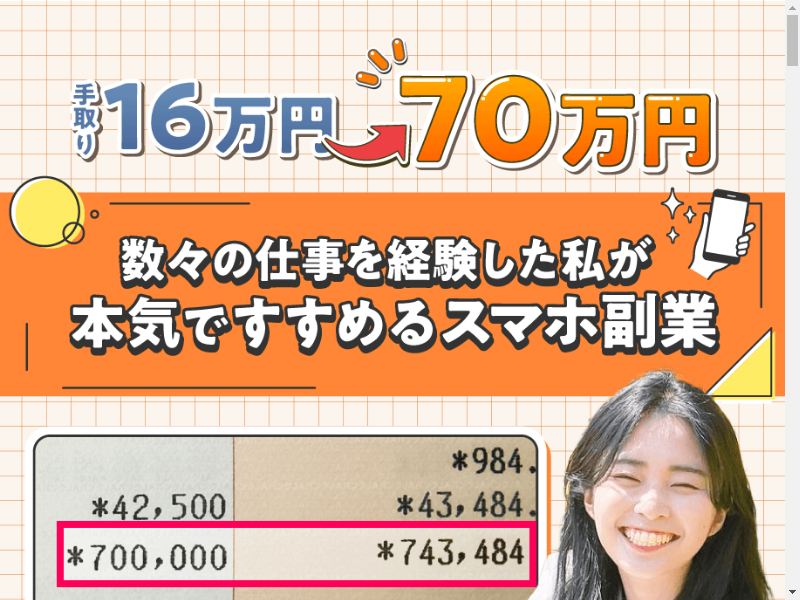 手取り16万円 70万円
数々の仕事を経験した私が
本気ですすめるスマホ副業
*984.
*42,500 *43,484.
*700,000 *743,484